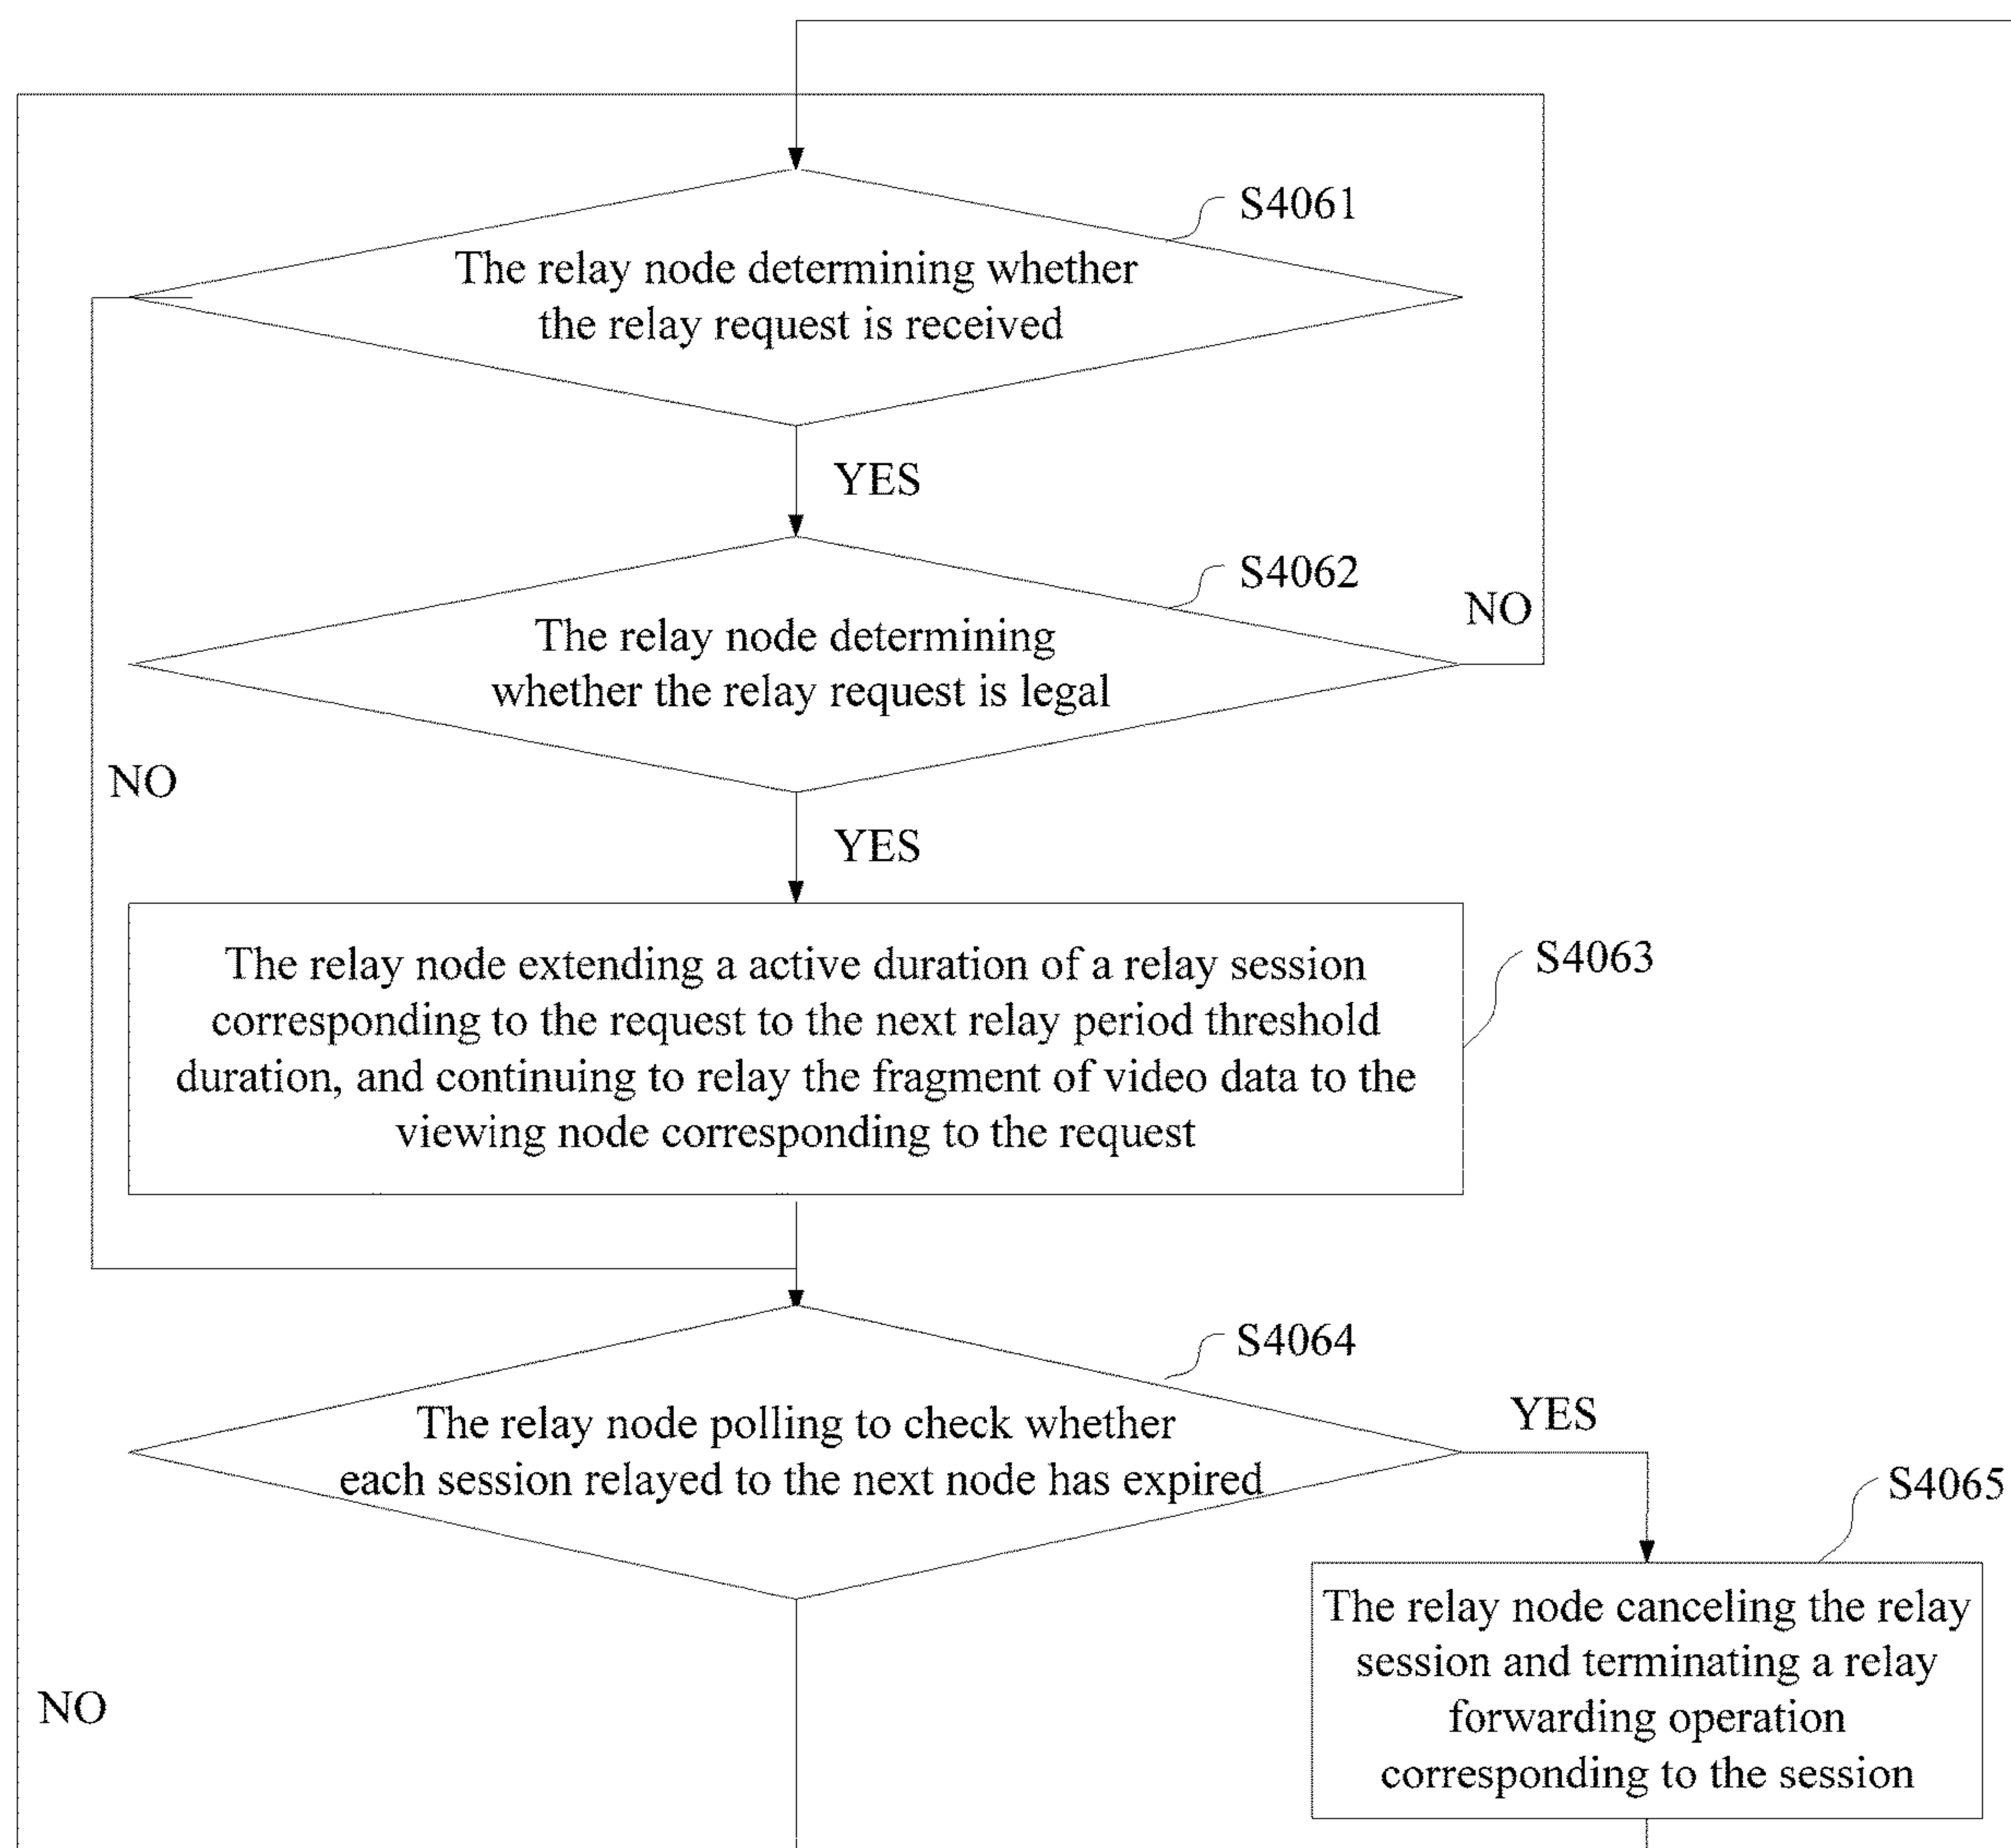 S4061
The relay node determining whether
the relay request is received
YES
S4062
NO
The relay node determining
whether the relay request is legal
NO
YES
The relay node extending a active duration of a relay session
corresponding to the request to the next relay period threshold
duration, and continuing to relay the fragment of video data to the
viewing node corresponding to the request
S4063
S4064
The relay node polling to check whether
each session relayed to the next node has expired
YES
S4065
The relay node canceling the relay
session and terminating a relay
forwarding operation
corresponding to the session
NO